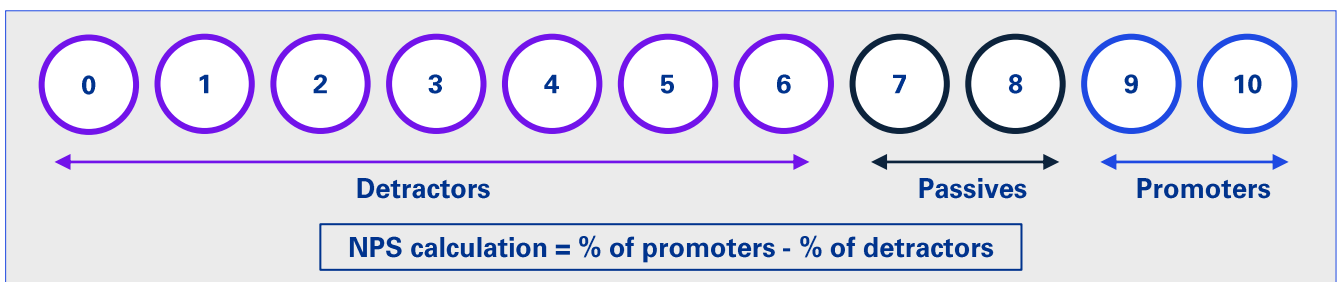 0 1 2 3 4 5 6 7 8 9 10
Detractors Passives Promoters
NPS calculation = % of promoters - % of detractors